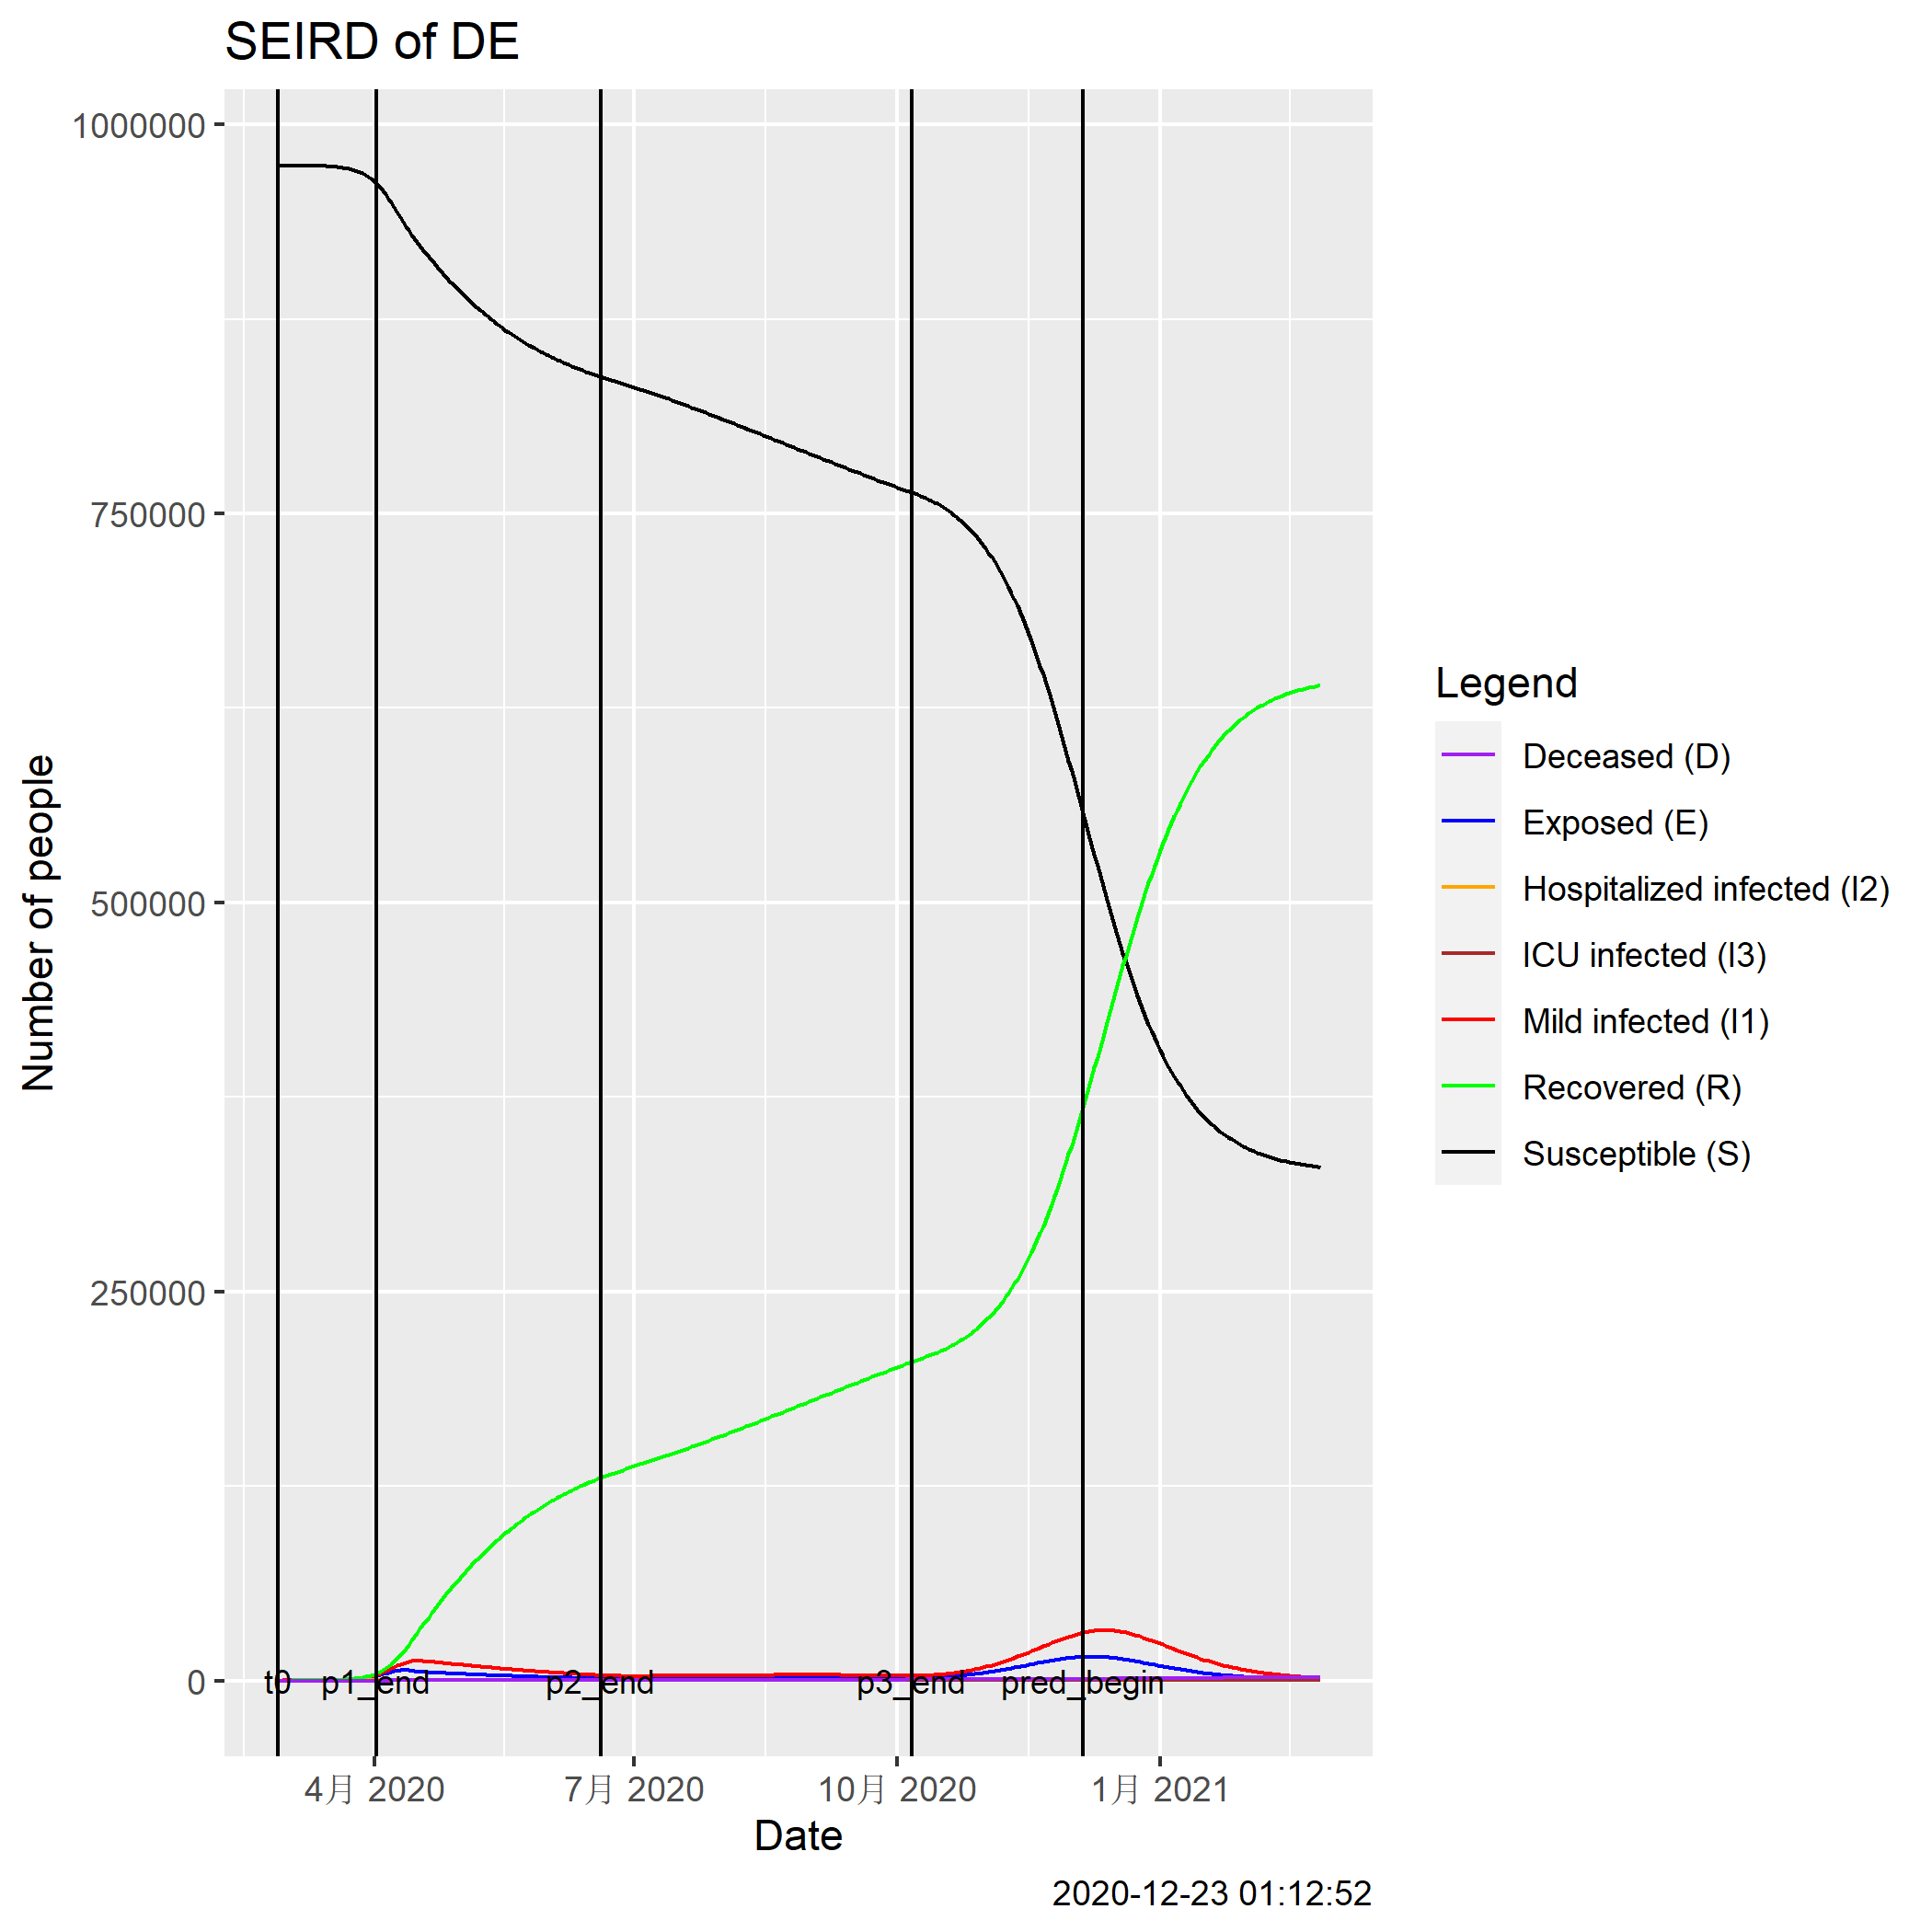 SEIRD of DE
1000000
750000
500000
250000
0
Number of people
t0
p1_end
p2_end
p3_end
pred_begin
4月 2020
7月 2020
10月 2020
1月 2021
Date
2020-12-23 01:12:52
Legend
Deceased (D)
Exposed (E)
Hospitalized infected (I2)
ICU infected (I3)
Mild infected (I1)
Recovered (R)
Susceptible (S)